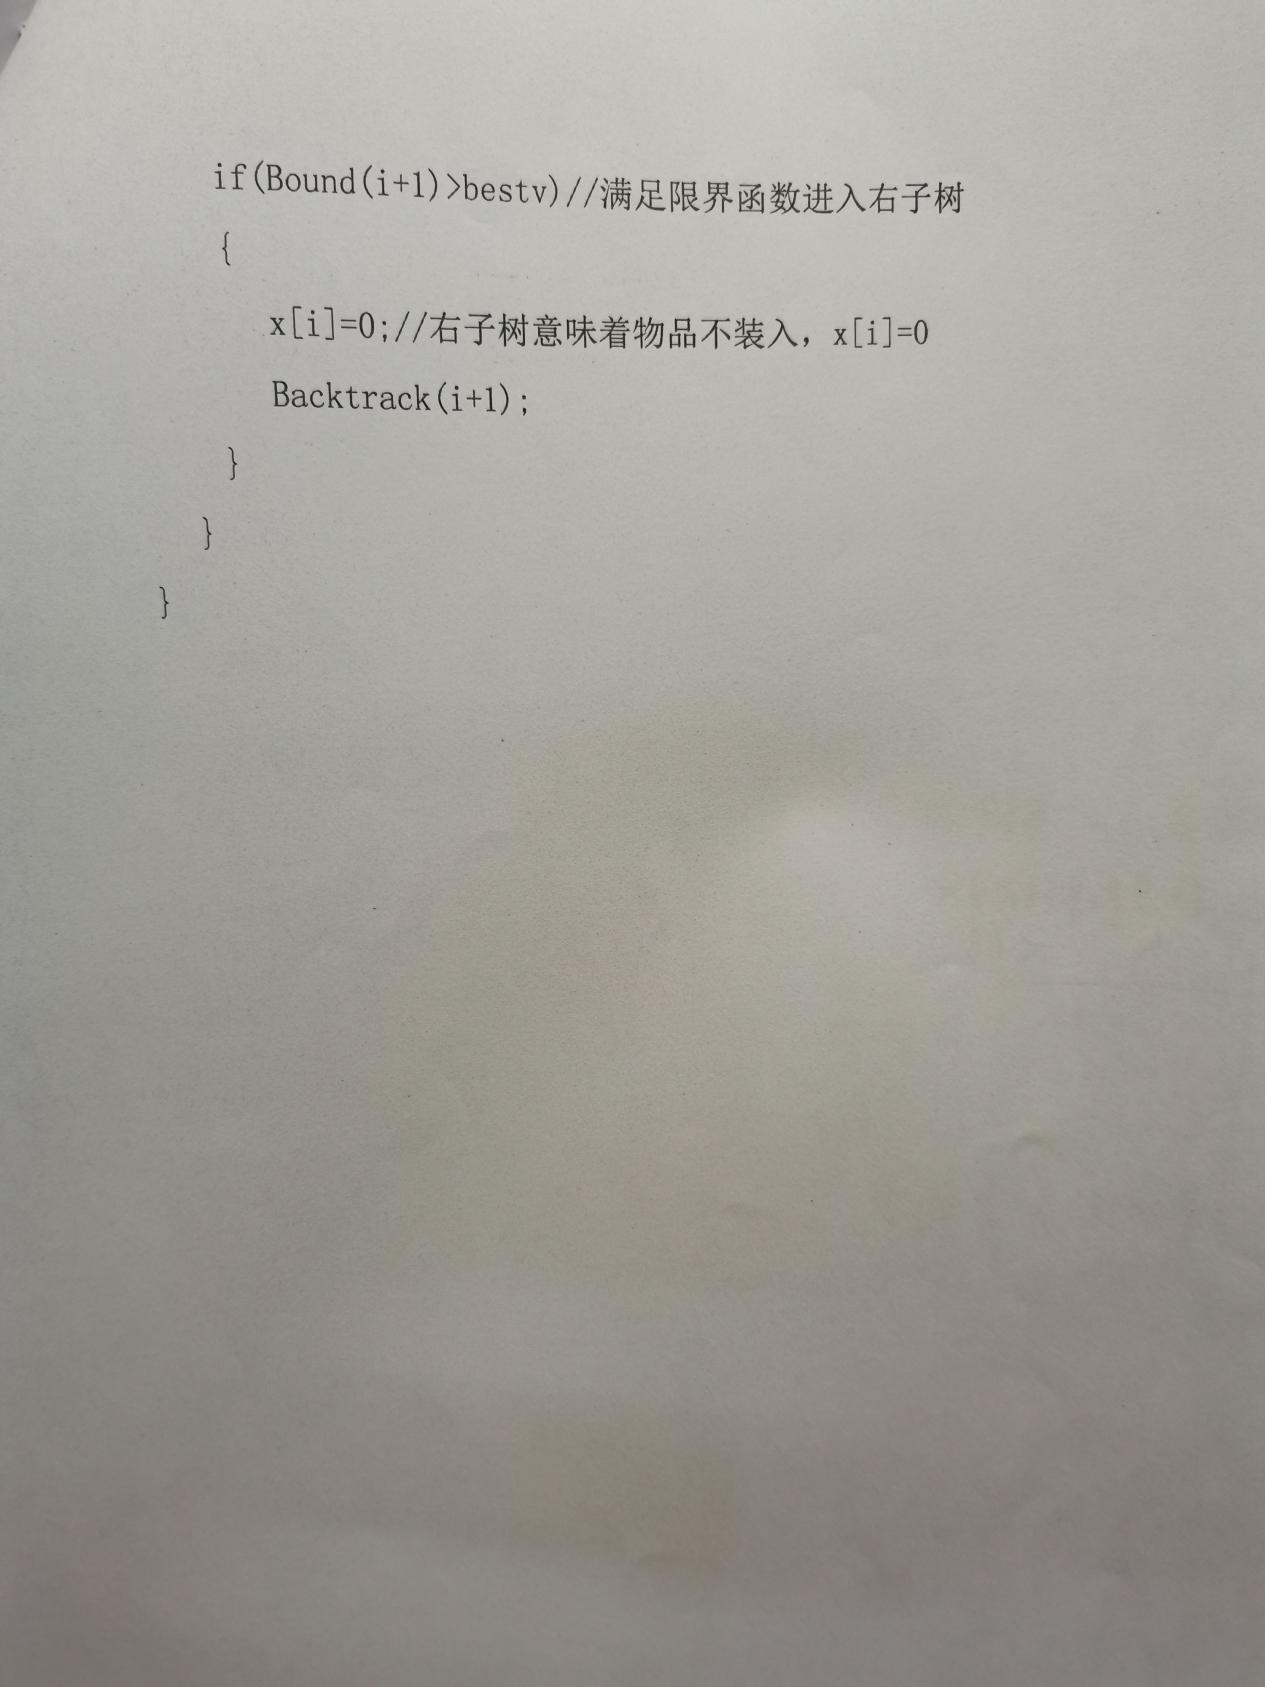 if(Bound(i+1)>bestv)//满足限界函数进入右子树
{
x[i]=0;//右子树意味着物品不装入，x[i]=0
Backtrack(i+1);
}
}
}